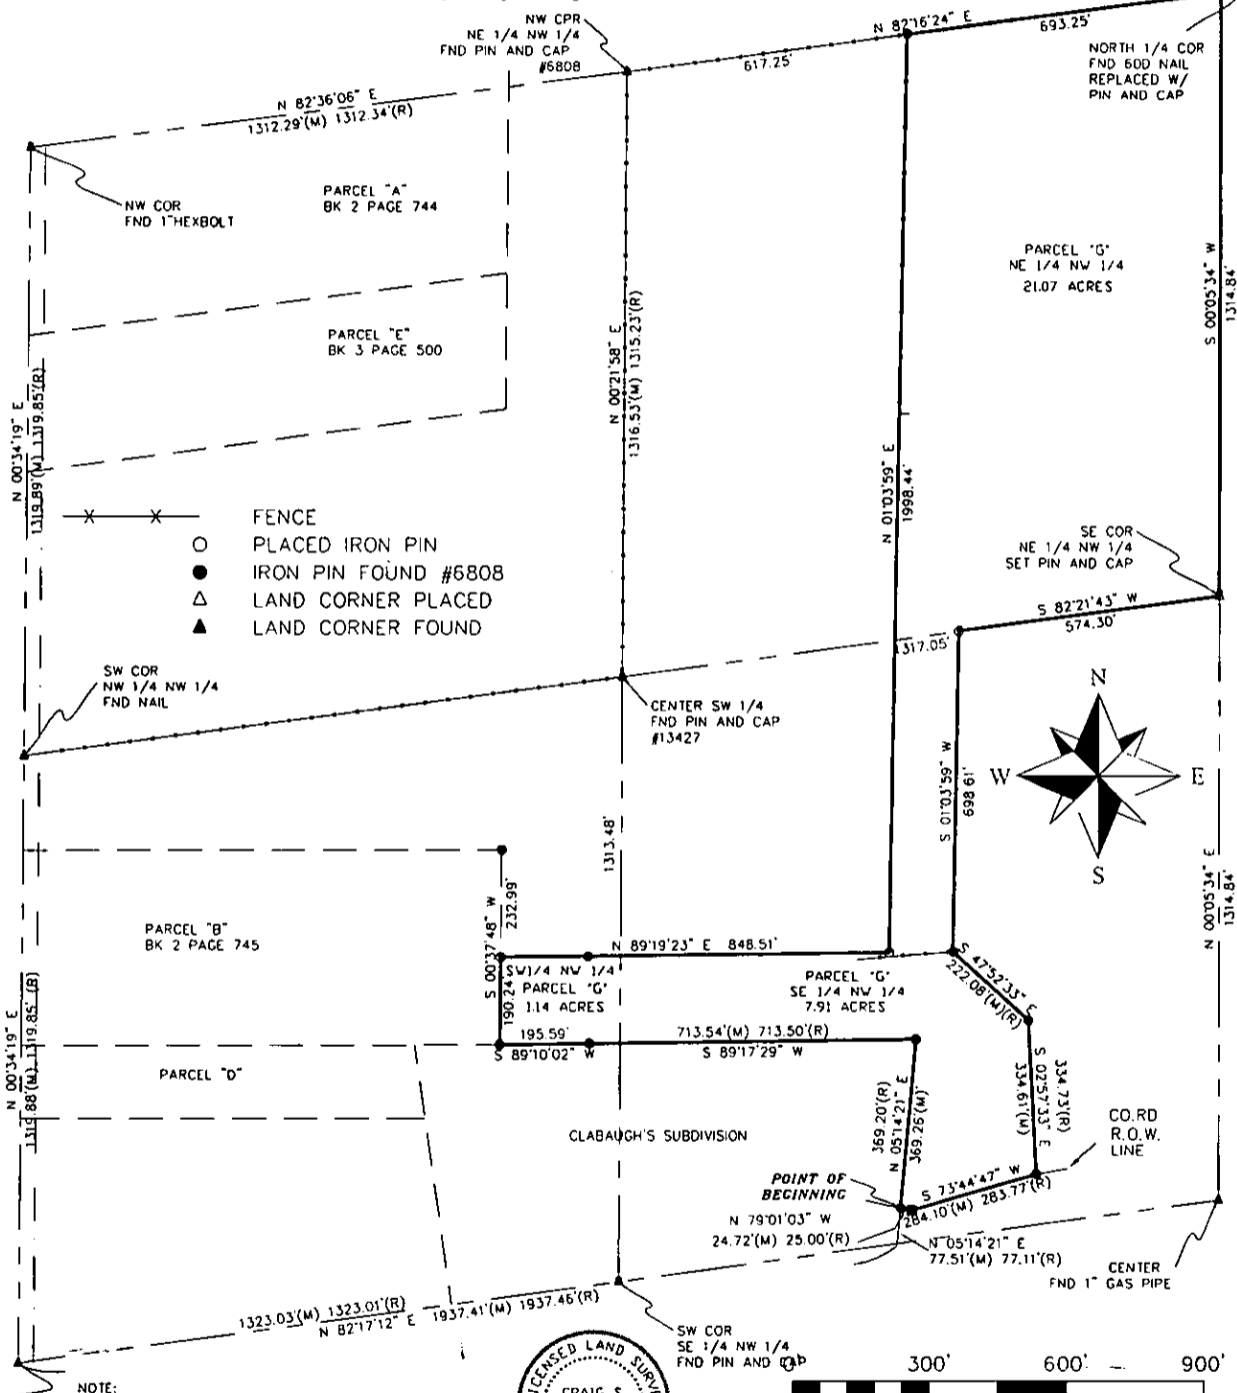 NW CPR
NE 1/4 NW 1/4
FND PIN AND CAP
#6808
N 82°16'24" E
693.25'
617.25'
NORTH 1/4 COR
FND 60D NAIL
REPLACED W/
PIN AND CAP
N 82°36'06" E
1312.29'(M) 1312.34'(R)
NW COR
FND 1"HEXBOLT
PARCEL "A"
BK 2 PAGE 744
PARCEL "E"
BK 3 PAGE 500
PARCEL "G"
NE 1/4 NW 1/4
21.07 ACRES
S 00°05'34" W
1314.84'
N 00°21'58" E
1316.53'(M) 1315.23'(R)
N 00°34'19" E
1319.89'(M) 1319.85'(R)
N 01°03'59" E
1998.44'
FENCE
PLACED IRON PIN
IRON PIN FOUND #6808
LAND CORNER PLACED
LAND CORNER FOUND
SE COR
NE 1/4 NW 1/4
SET PIN AND CAP
S 82°21'43" W
574.30'
1317.05'
SW COR
NW 1/4 NW 1/4
FND NAIL
CENTER SW 1/4
FND PIN AND CAP
#13427
N
W
E
S
S 01°03'59" W
698.61'
1313.48'
N 00°05'34" E
1314.84'
232.99'
S 00°37'48" W
190.24'
PARCEL "B"
BK 2 PAGE 745
N 89°19'23" E 848.51'
SW1/4 NW 1/4
PARCEL "G"
1.14 ACRES
PARCEL "G"
SE 1/4 NW 1/4
7.91 ACRES
S 47°52'33" E
222.08'(M)(R)
195.59'
S 89°10'02" W
713.54'(M) 713.50'(R)
S 89°17'29" W
N 00°34'19" E
1319.88'(M) 1319.85' (R)
PARCEL "D"
CLABAUGH'S SUBDIVISION
369.20'(R)
N 05°14'21" E
369.26'(M)
334.73'(R)
S 02°57'33" E
334.61'(M)
CO.RD
R.O.W.
LINE
POINT OF
BEGINNING
S 73°44'47" W
284.10'(M) 283.77'(R)
N 79°01'03" W
24.72'(M) 25.00'(R)
N 05°14'21" E
77.51'(M) 77.11'(R)
CENTER
FND 1" GAS PIPE
1323.03'(M) 1323.01'(R)
N 82°17'12" E 1937.41'(M) 1937.46'(R)
SW COR
SE 1/4 NW 1/4
FND PIN AND CAP
NOTE:
LICENSED LAND SURVE
CRAIG S.
0 300' 600' 900'